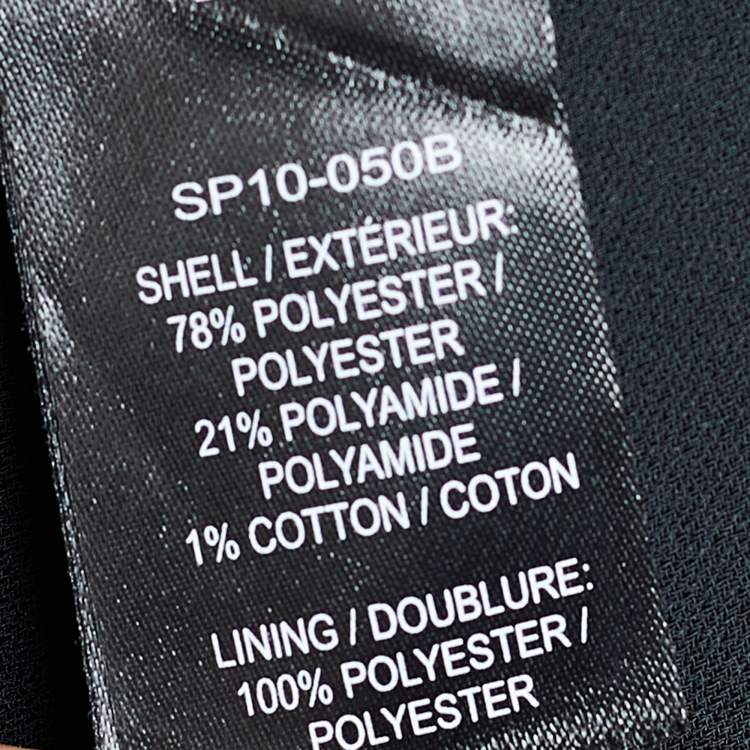 SP10-050B
SHELL / EXTÉRIEUR:
78% POLYESTER /
POLYESTER
21% POLYAMIDE /
POLYAMIDE
1% COTTON / COTON
LINING / DOUBLURE:
100% POLYESTER /
POLYESTER